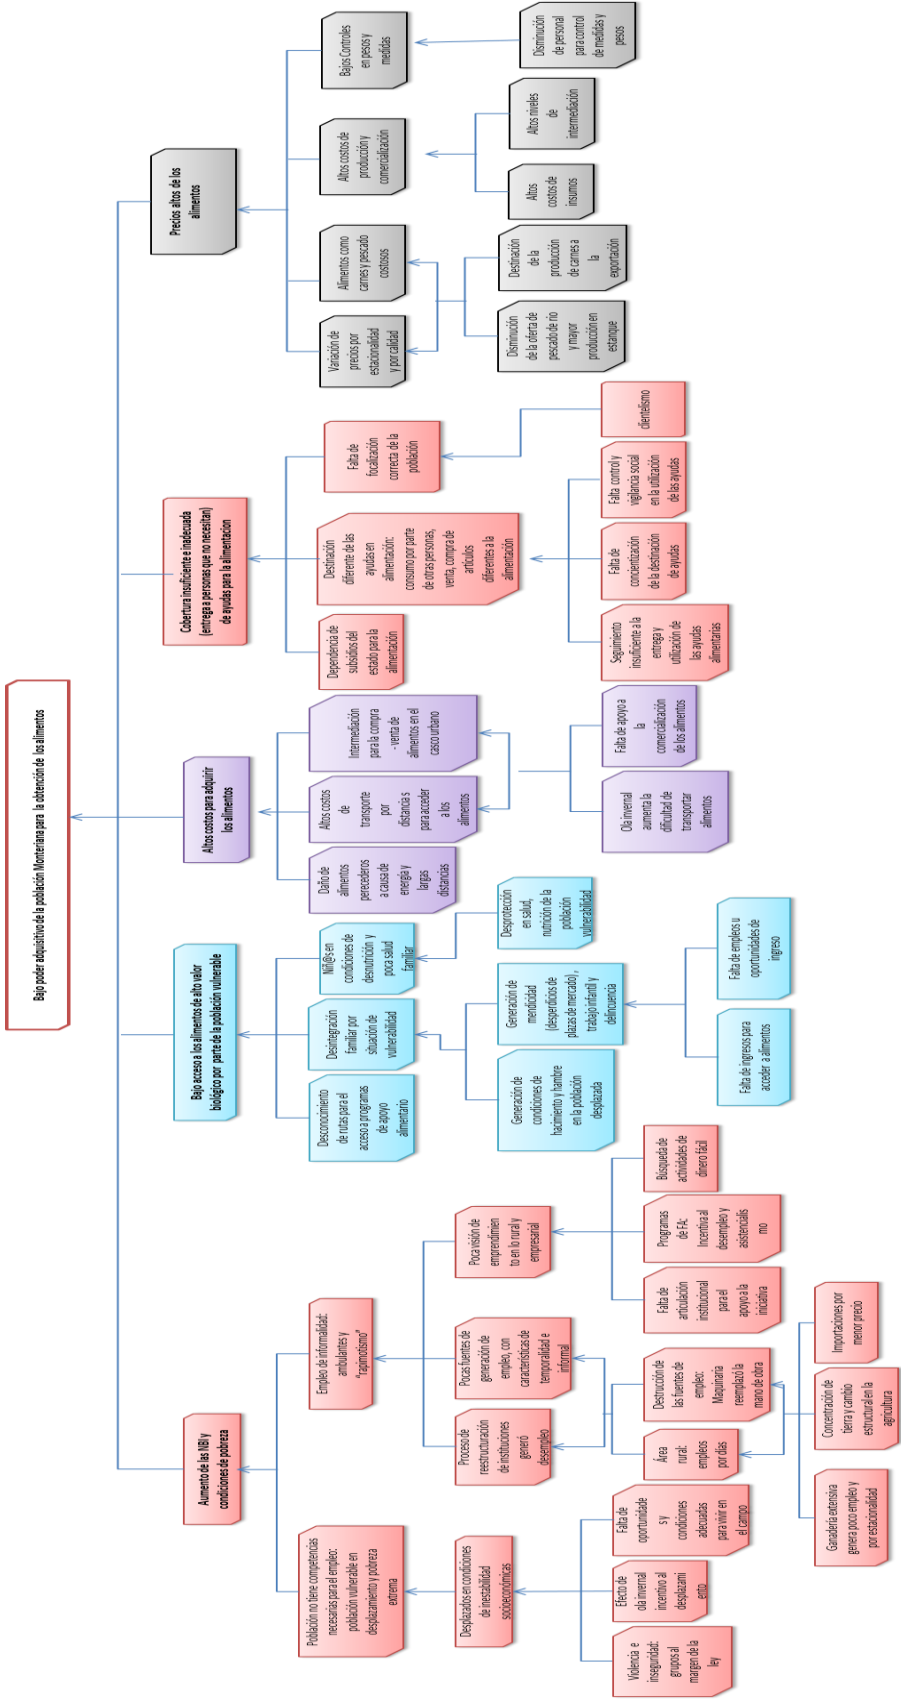 Bajo poder adquisitivo de la población Monteriana para la obtención de los alimentos
Aumento de las NBI y
condiciones de pobreza
Bajo acceso a los alimentos de alto valor
biológico por parte de la población vulnerable
Altos costos para adquirir
los alimentos
Cobertura insuficiente e inadecuada
(entrega a personas que no necesitan)
de ayudas para la alimentacion
Precios altos de los
alimentos
Población no tiene competencias
necesarias para el empleo:
población vulnerable en
desplazamiento y pobreza
extrema
Empleo de informalidad:
ambulantes y
“rapimotismo”
Desconocimiento
de rutas para el
acceso a programas
de apoyo
alimentario
Desintegración
familiar por
situación de
vulnerabilidad
Niñ@s en
condiciones de
desnutrición y
poca salud
familiar
Daño de
alimentos
perecederos
a causa de
energía y
largas
distancias
Altos costos
de
transporte
por
distancia s
para acceder
a los
alimentos
Intermediación
para la compra
- venta de
alimentos en el
casco urbano
Dependencia de
subsidios del
estado para la
alimentación
Destinación
diferente de las
ayudas en
alimentación:
consumo por parte
de otras personas,
venta, compra de
artículos
diferentes a la
alimentación
Falta de
focalización
correcta de la
población
Variación de
precios por
estacionalidad
y por calidad
Alimentos como
carnes y pescado
costosos
Altos costos de
producción y
comercialización
Bajos Controles
en pesos y
medidas
Desplazados en condiciones
de inestabilidad
socioeconómicas
Proceso de
reestructuración
de instituciones
generó
desempleo
Pocas fuentes de
generación de
empleo, con
características de
temporalidad e
informal
Poca visión de
emprendimien
to en lo rural y
empresarial
Generación de
condiciones de
hacimiento y hambre
en la población
desplazada
Generación de
mendicidad
(desperdicios de
plazas de mercado),
trabajo infantil y
delincuencia
Desprotección
en salud,
nutrición de la
población
vulnerabilidad
Disminución
de la oferta de
pescado de río
y mayor
producción en
estanque
Destinación
de la
producción
de carnes a
la
exportación
Altos
costos de
insumos
Altos niveles
de
intermediación
Disminución
de personal
para control
de medidas y
pesos
Violencia e
inseguridad:
grupos al
margen de la
ley
Efecto de
ola invernal
incentivo al
desplazami
ento
Falta de
oportunidade
s y
condiciones
adecuadas
para vivir en
el campo
Área
rural:
empleos
por días
Destrucción de
las fuentes de
empleo:
Maquinaria
reemplazó la
mano de obra
Falta de
articulación
institucional
para el
apoyo a la
iniciativa
Programas
de FA:
Incentiva al
desempleo y
asistencialis
mo
Búsqueda de
actividades de
dinero fácil
Falta de ingresos para
acceder a alimentos
Falta de empleos u
oportunidades de
ingreso
Ola invernal
aumenta la
dificultad de
transportar
alimentos
Falta de apoyo a
la
comercialización
de los alimentos
Seguimiento
insuficiente a la
entrega y
utilización de
las ayudas
alimentarias
Falta de
concientización
de la destinación
de ayudas
Falta control y
vigilancia social
en la utilización
de las ayudas
clientelismo
Ganadería extensiva
genera poco empleo y
por estacionalidad
Concentración de
tierra y cambio
estructural en la
agricultura
Importaciones por
menor precio